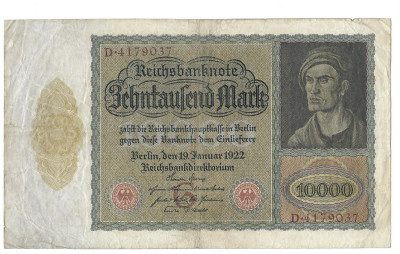 D·4179037
Reichsbanknote
Zehntausend Mark
zahlt die Reichsbankhauptkasse in Berlin
gegen diese Banknote dem Einlieferer
Berlin, den 19. Januar 1922
Reichsbankdirektorium
10000
D·4179037